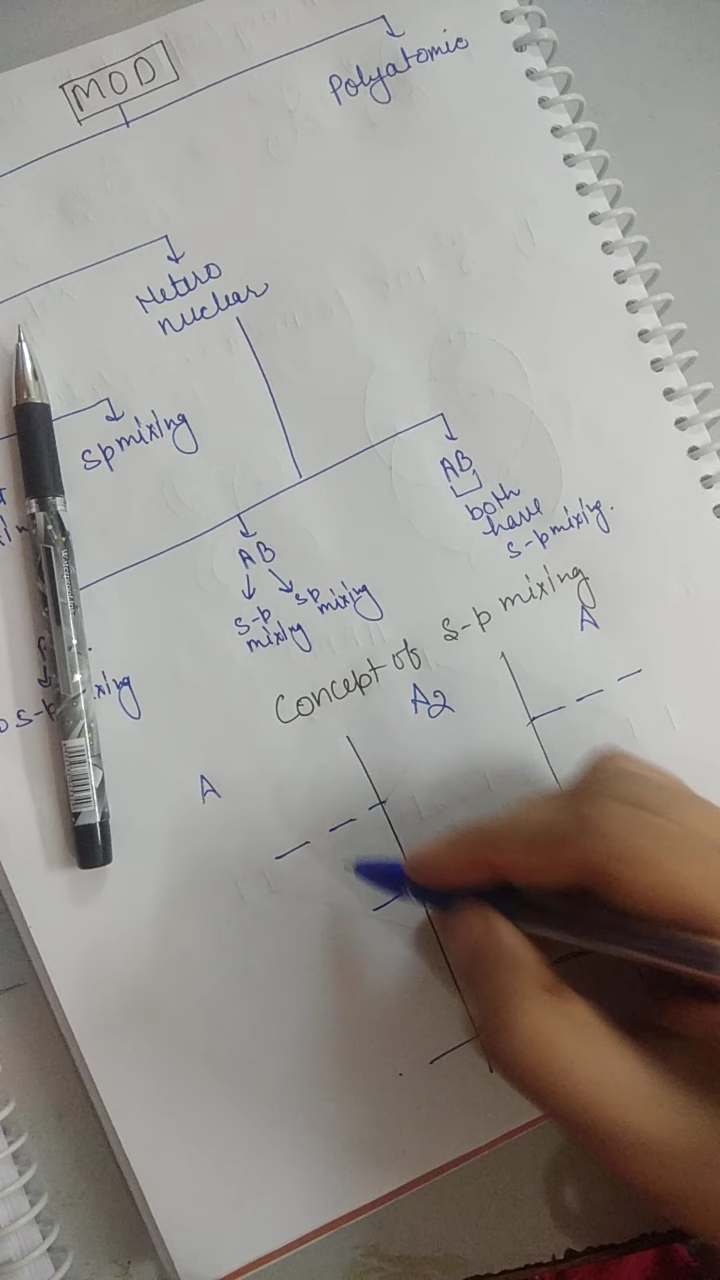 MOD
Polyatomic
Hetero
nuclear
sp mixing
AB
both
have
s-p mixing.
AB
s-p
mixing
sp
mixing
Concept of s-p mixing
A
A2
A